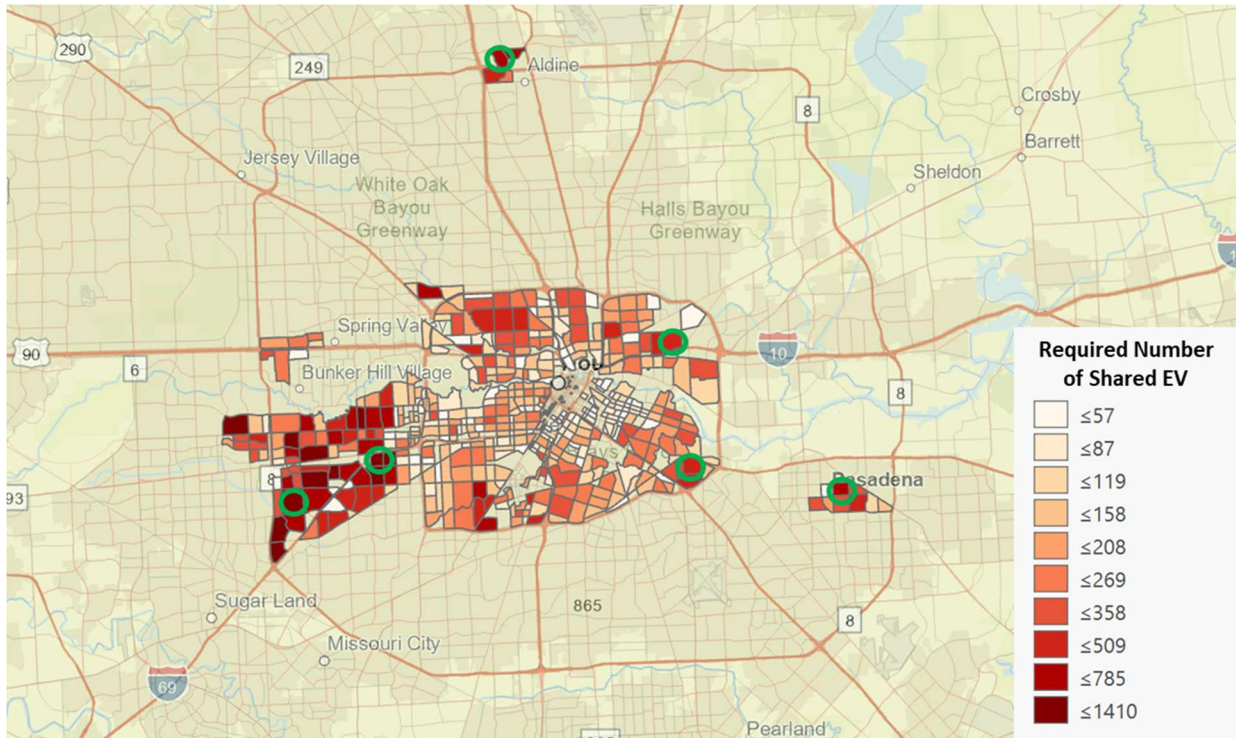 290
249
Aldine
8
Crosby
Barrett
Jersey Village
Sheldon
White Oak
Bayou
Greenway
Halls Bayou
Greenway
Spring Valley
10
90
6
Bunker Hill Village
8
8
93
Pasadena
Sugar Land
865
8
Missouri City
69
Pearland
Required Number
of Shared EV
≤57
≤87
≤119
≤158
≤208
≤269
≤358
≤509
≤785
≤1410